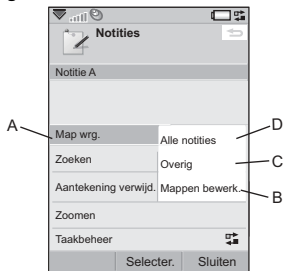 Notities
Notitie A
Map wrg.
Alle notities
Zoeken
Overig
Aantekening verwijd.
Mappen bewerk.
Zoomen
Taakbeheer
Selecter.
Sluiten
A
D
C
B